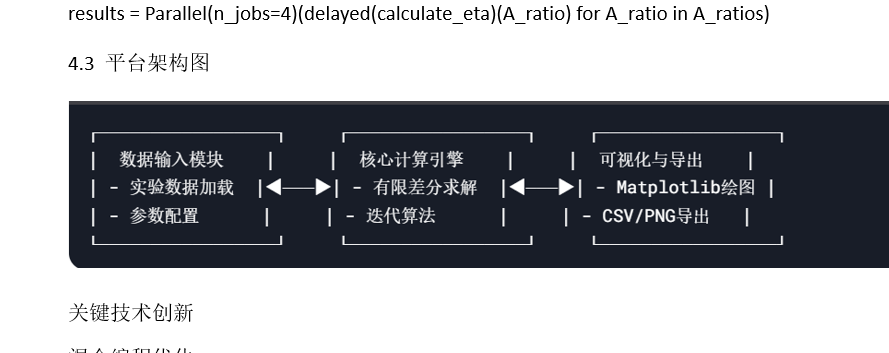 results = Parallel(n_jobs=4)(delayed(calculate_eta)(A_ratio) for A_ratio in A_ratios)
4.3 平台架构图
数据输入模块 核心计算引擎 可视化与导出
- 实验数据加载 - 有限差分求解 - Matplotlib绘图
- 参数配置 - 迭代算法 - CSV/PNG导出
关键技术创新